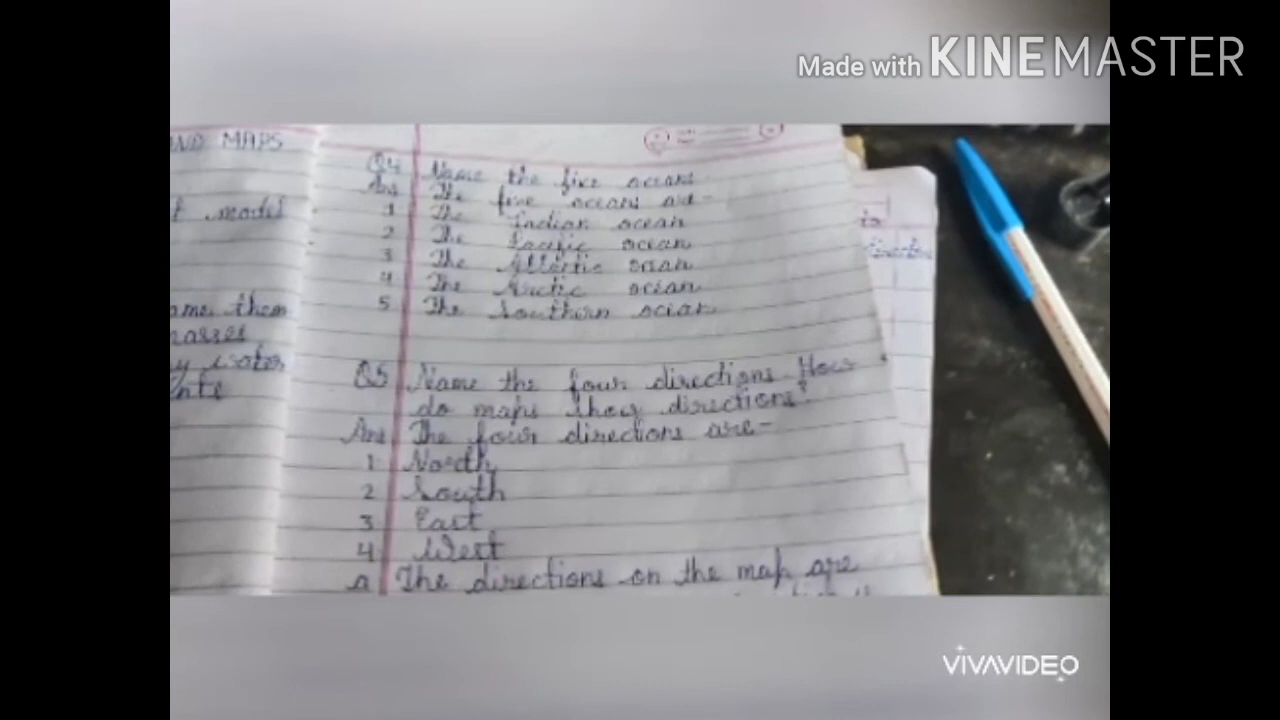 Made with KINEMASTER
AND MAPS
model
ame them
masses
y water
Q4 Name the five oceans
Ans The five oceans are-
1 The Indian ocean
2 The Pacific ocean
3 The Atlantic ocean
4 The Arctic ocean
5 The Southern ocean
Q5 Name the four directions. How
do maps show directions?
Ans The four directions are-
1 North
2 South
3 East
4 West
a The directions on the map are
VIVAVIDEO